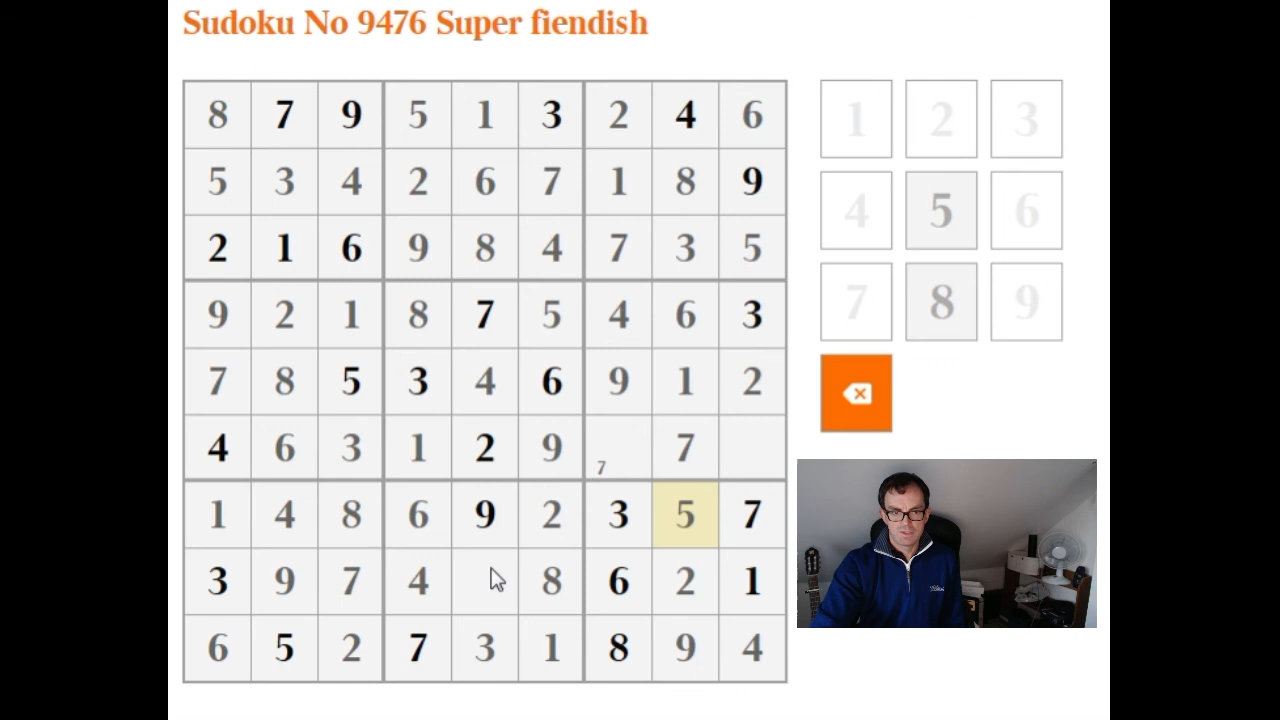 Sudoku No 9476 Super fiendish
8 7 9 5 1 3 2 4 6
5 3 4 2 6 7 1 8 9
2 1 6 9 8 4 7 3 5
9 2 1 8 7 5 4 6 3
7 8 5 3 4 6 9 1 2
4 6 3 1 2 9 7 7
1 4 8 6 9 2 3 5 7
3 9 7 4 8 6 2 1
6 5 2 7 3 1 8 9 4
1 2 3
4 5 6
7 8 9